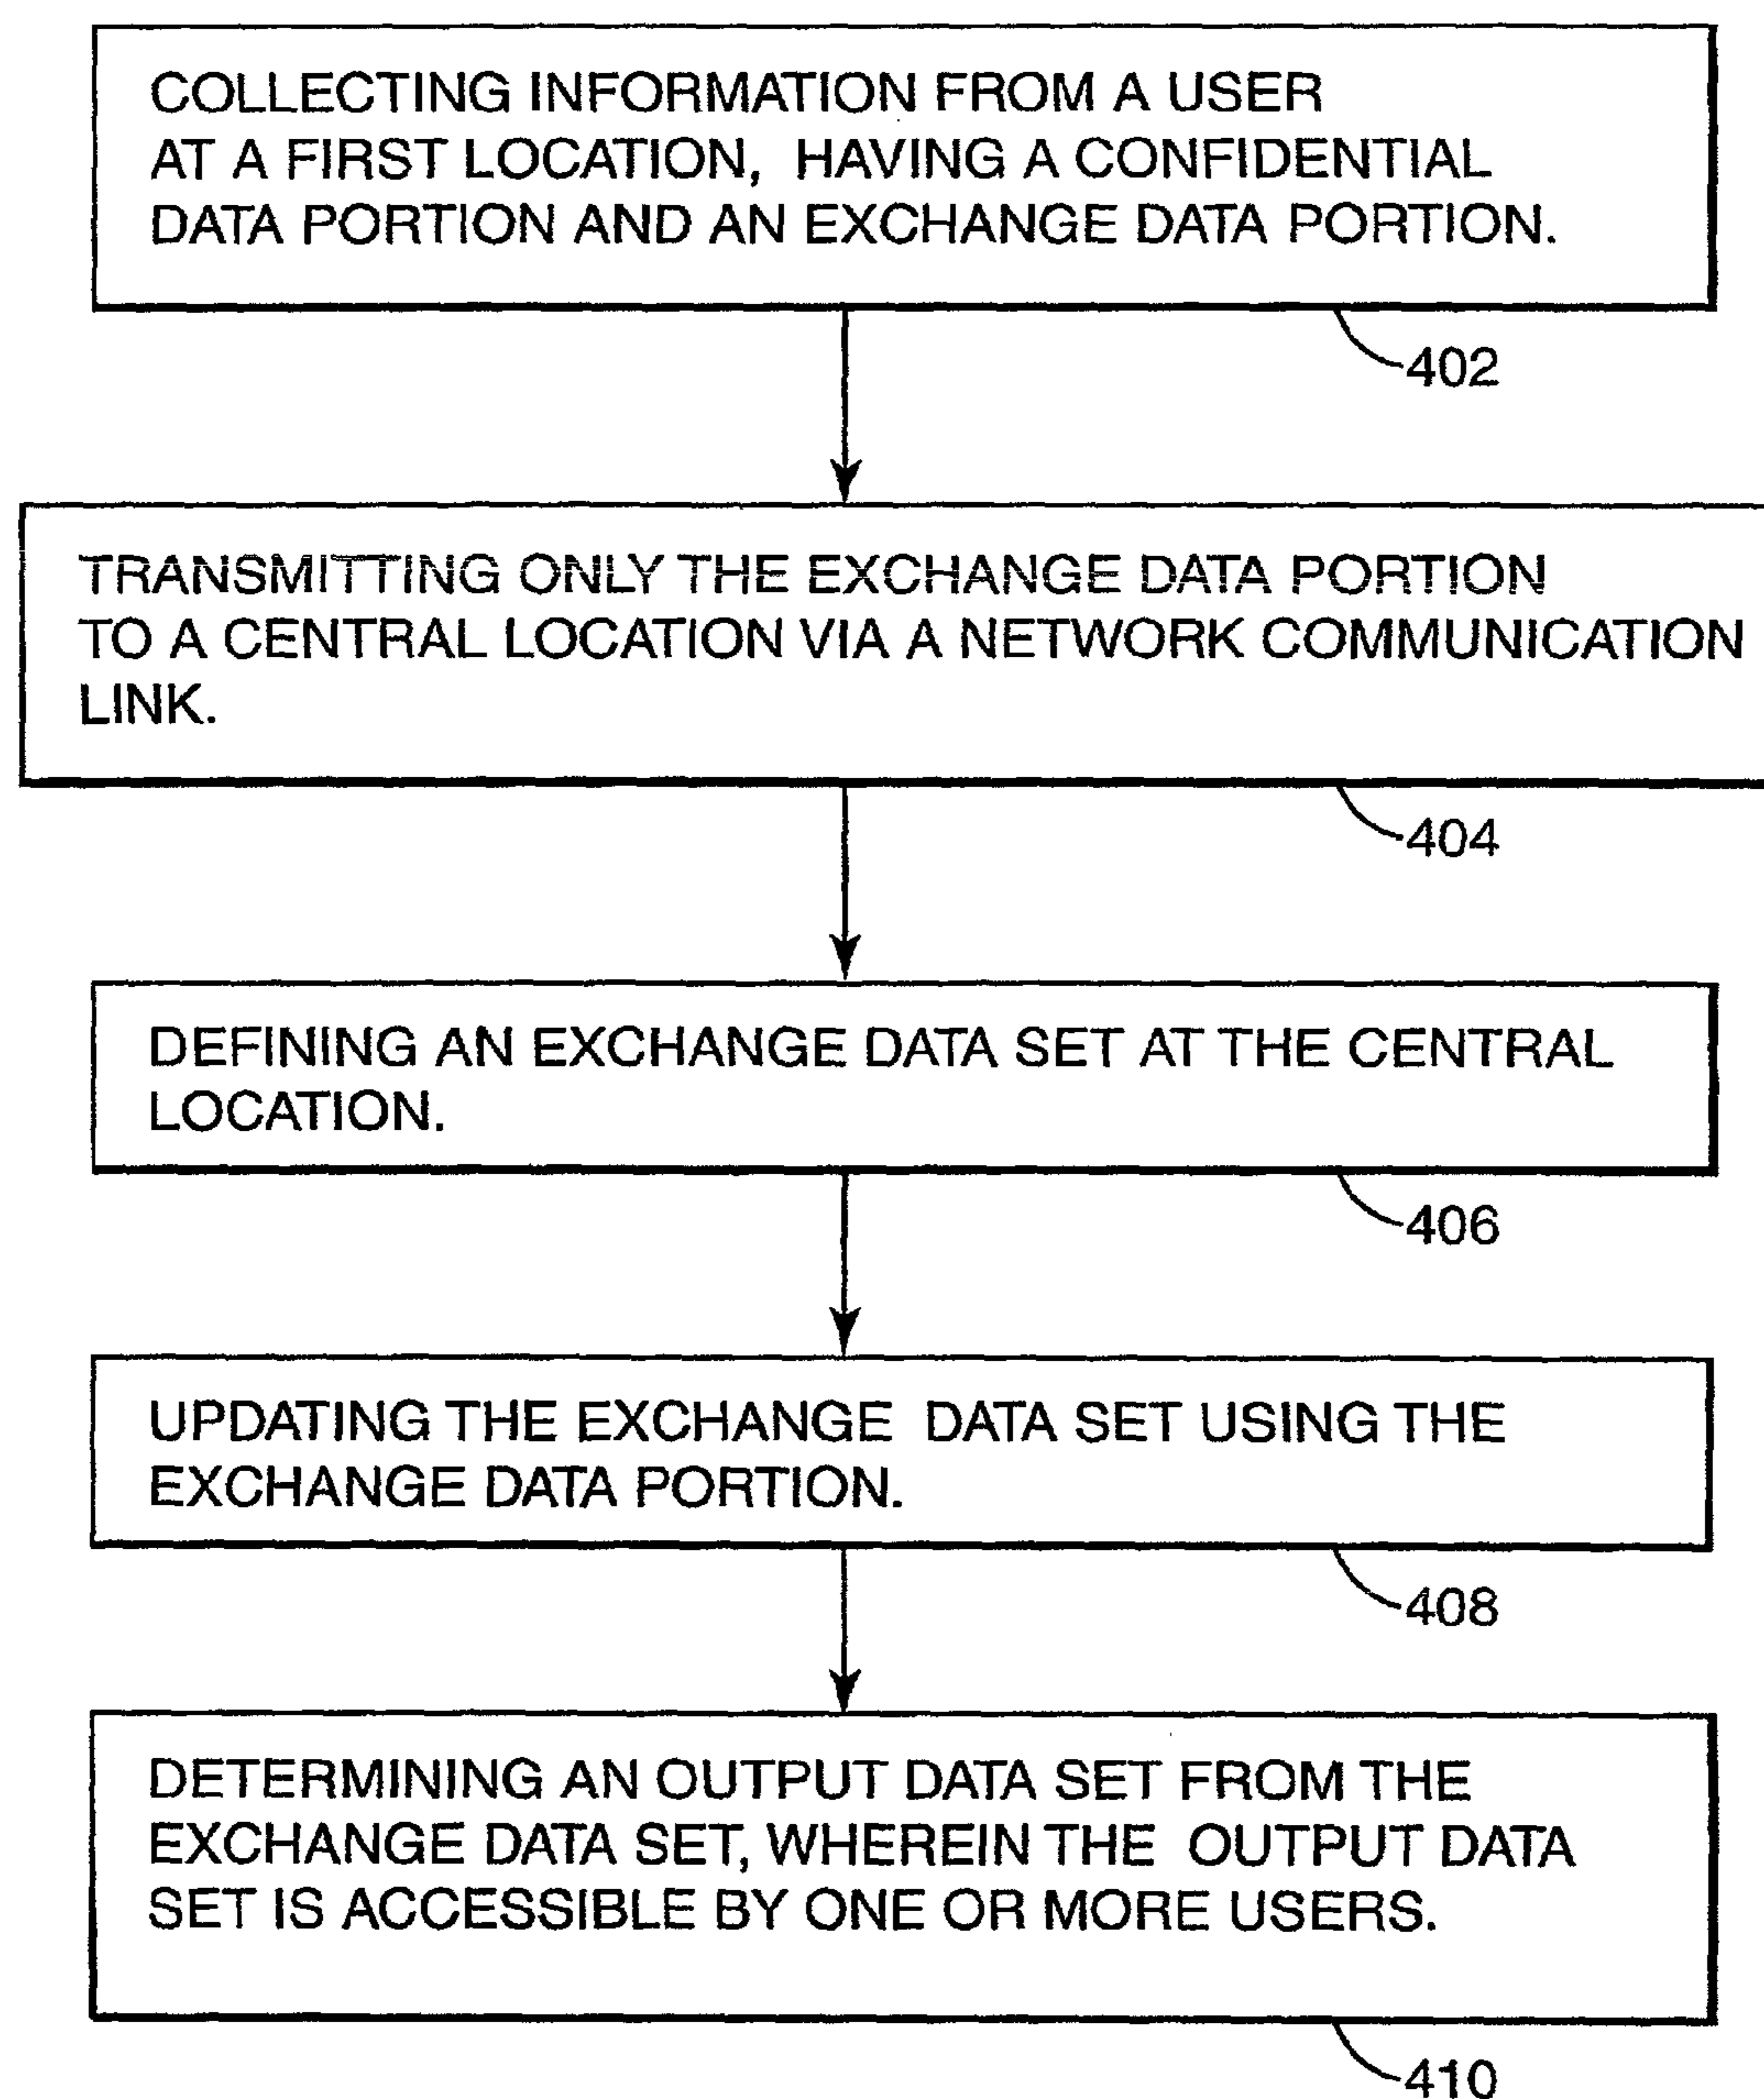 COLLECTING INFORMATION FROM A USER
AT A FIRST LOCATION, HAVING A CONFIDENTIAL
DATA PORTION AND AN EXCHANGE DATA PORTION.
402
TRANSMITTING ONLY THE EXCHANGE DATA PORTION
TO A CENTRAL LOCATION VIA A NETWORK COMMUNICATION
LINK.
404
DEFINING AN EXCHANGE DATA SET AT THE CENTRAL
LOCATION.
406
UPDATING THE EXCHANGE DATA SET USING THE
EXCHANGE DATA PORTION.
408
DETERMINING AN OUTPUT DATA SET FROM THE
EXCHANGE DATA SET, WHEREIN THE OUTPUT DATA
SET IS ACCESSIBLE BY ONE OR MORE USERS.
410